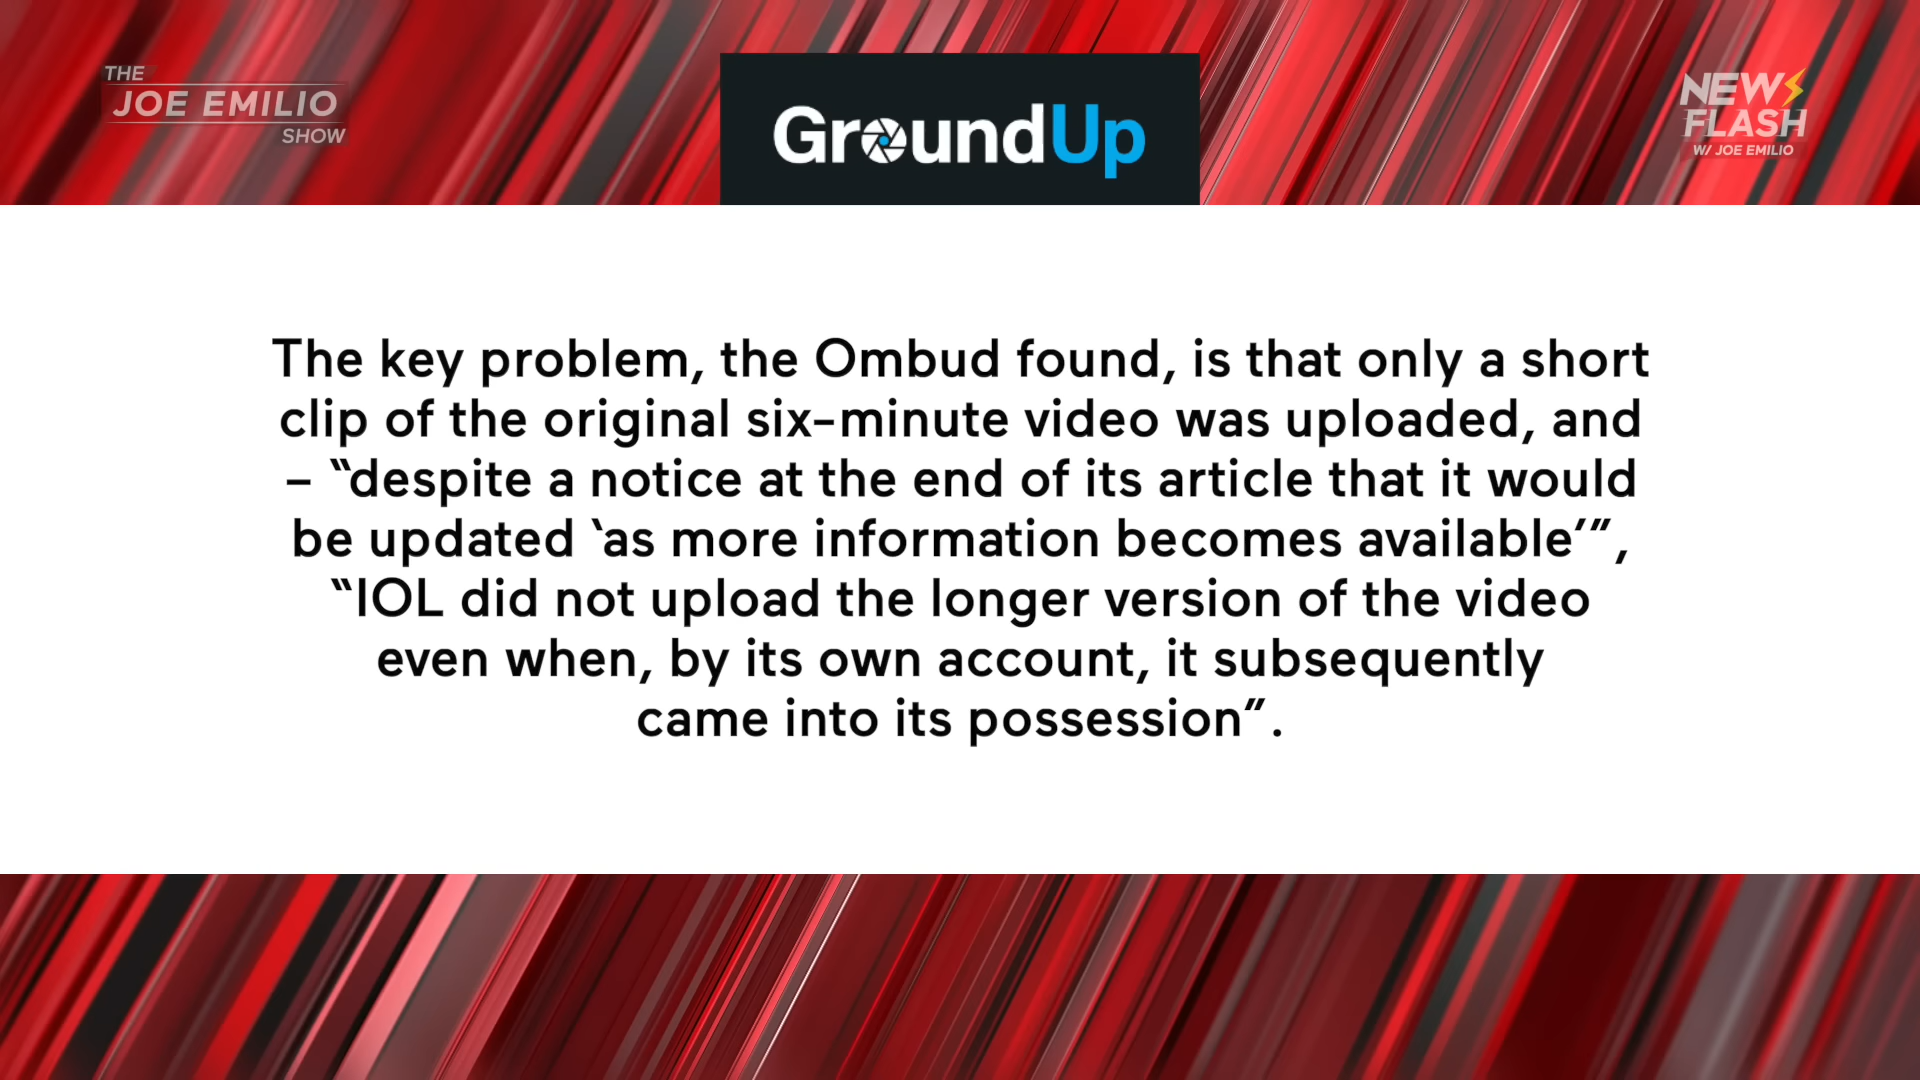 THE
JOE EMILIO
SHOW
GroundUp
NEWS
FLASH
W/ JOE EMILIO
The key problem, the Ombud found, is that only a short
clip of the original six-minute video was uploaded, and
– “despite a notice at the end of its article that it would
be updated ‘as more information becomes available’”,
“IOL did not upload the longer version of the video
even when, by its own account, it subsequently
came into its possession”.